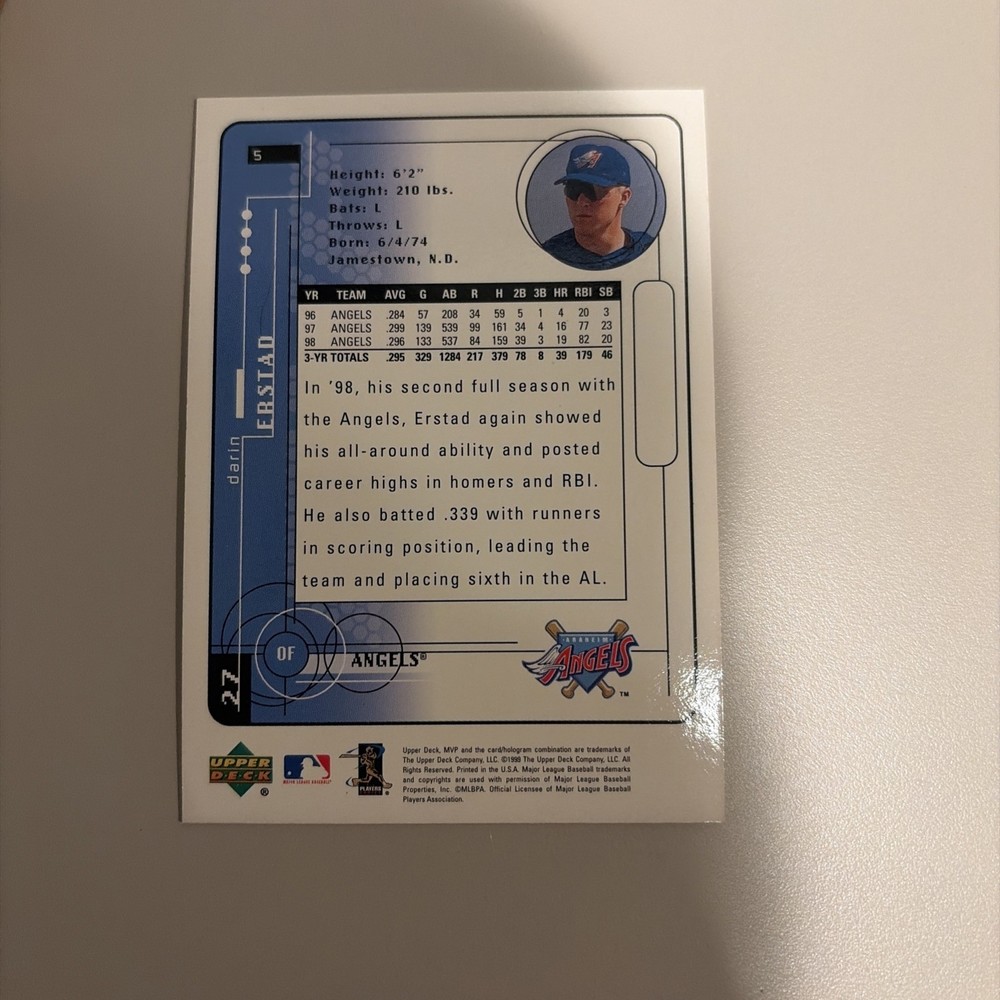 5
Height: 6'2"
Weight: 210 lbs.
Bats: L
Throws: L
Born: 6/4/74
Jamestown, N.D.
YR TEAM AVG G AB R H 2B 3B HR RBI SB
96 ANGELS .284 57 208 34 59 5 1 4 20 3
97 ANGELS .299 139 539 99 161 34 4 16 77 23
98 ANGELS .296 133 537 84 159 39 3 19 82 20
3-YR TOTALS .295 329 1284 217 379 78 8 39 179 46
darin
ERSTAD
In '98, his second full season with
the Angels, Erstad again showed
his all-around ability and posted
career highs in homers and RBI.
He also batted .339 with runners
in scoring position, leading the
team and placing sixth in the AL.
27
OF
ANGELS®
ANAHEIM
ANGELS
™
UPPER
DECK
®
MAJOR LEAGUE BASEBALL
PLAYERS
Upper Deck, MVP and the card/hologram combination are trademarks of
The Upper Deck Company, LLC. ©1999 The Upper Deck Company, LLC. All
Rights Reserved. Printed in the U.S.A. Major League Baseball trademarks
and copyrights are used with permission of Major League Baseball
Properties, Inc. ©MLBPA. Official Licensee of Major League Baseball
Players Association.